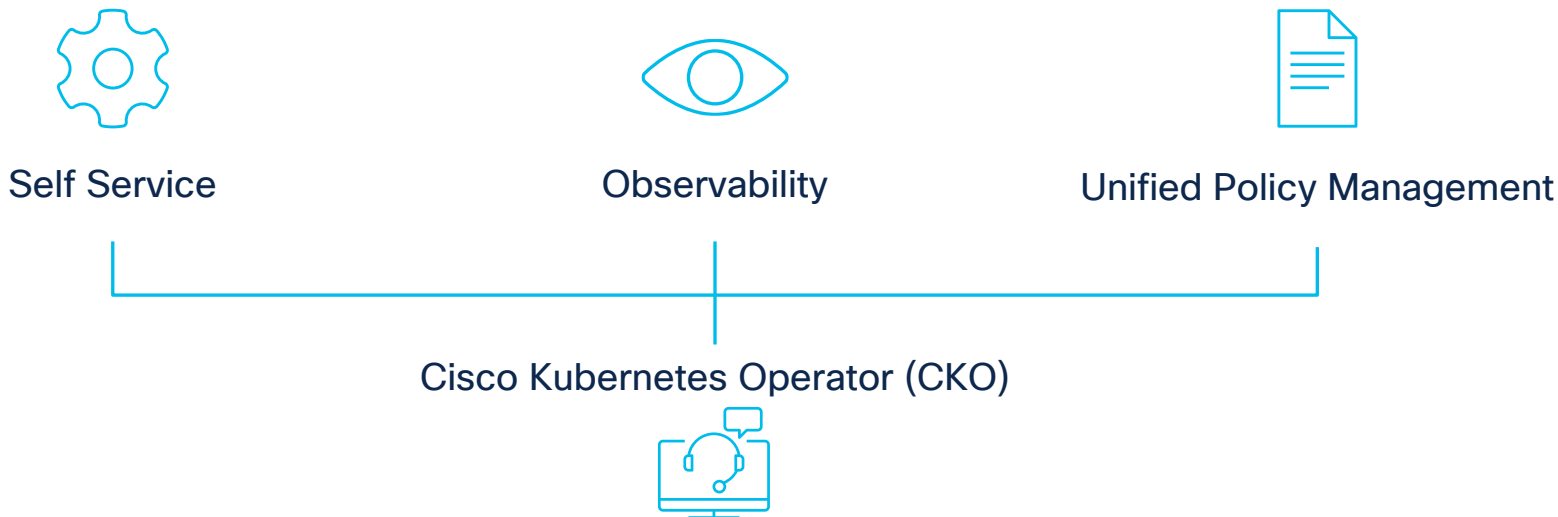 Self Service
Observability
Unified Policy Management
Cisco Kubernetes Operator (CKO)